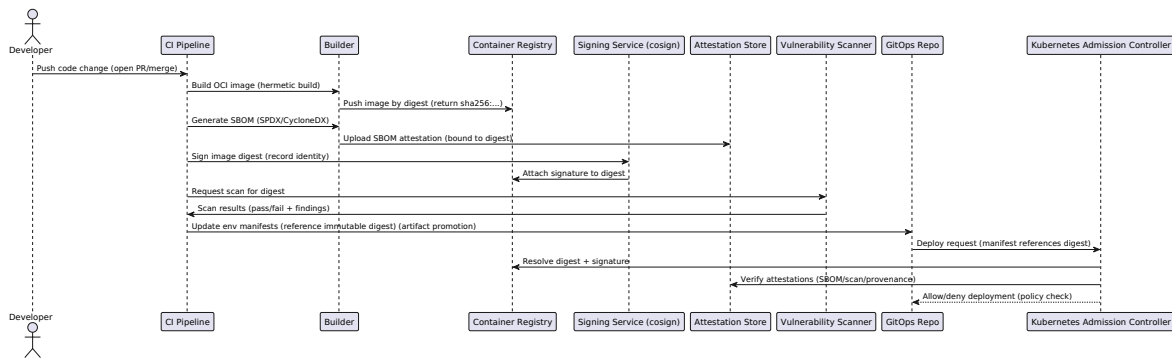 Developer
CI Pipeline
Builder
Container Registry
Signing Service (cosign)
Attestation Store
Vulnerability Scanner
GitOps Repo
Kubernetes Admission Controller
Push code change (open PR/merge)
Build OCI image (hermetic build)
Push image by digest (return sha256:...)
Generate SBOM (SPDX/CycloneDX)
Upload SBOM attestation (bound to digest)
Sign image digest (record identity)
Attach signature to digest
Request scan for digest
Scan results (pass/fail + findings)
Update env manifests (reference immutable digest) (artifact promotion)
Deploy request (manifest references digest)
Resolve digest + signature
Verify attestations (SBOM/scan/provenance)
Allow/deny deployment (policy check)
Developer
CI Pipeline
Builder
Container Registry
Signing Service (cosign)
Attestation Store
Vulnerability Scanner
GitOps Repo
Kubernetes Admission Controller